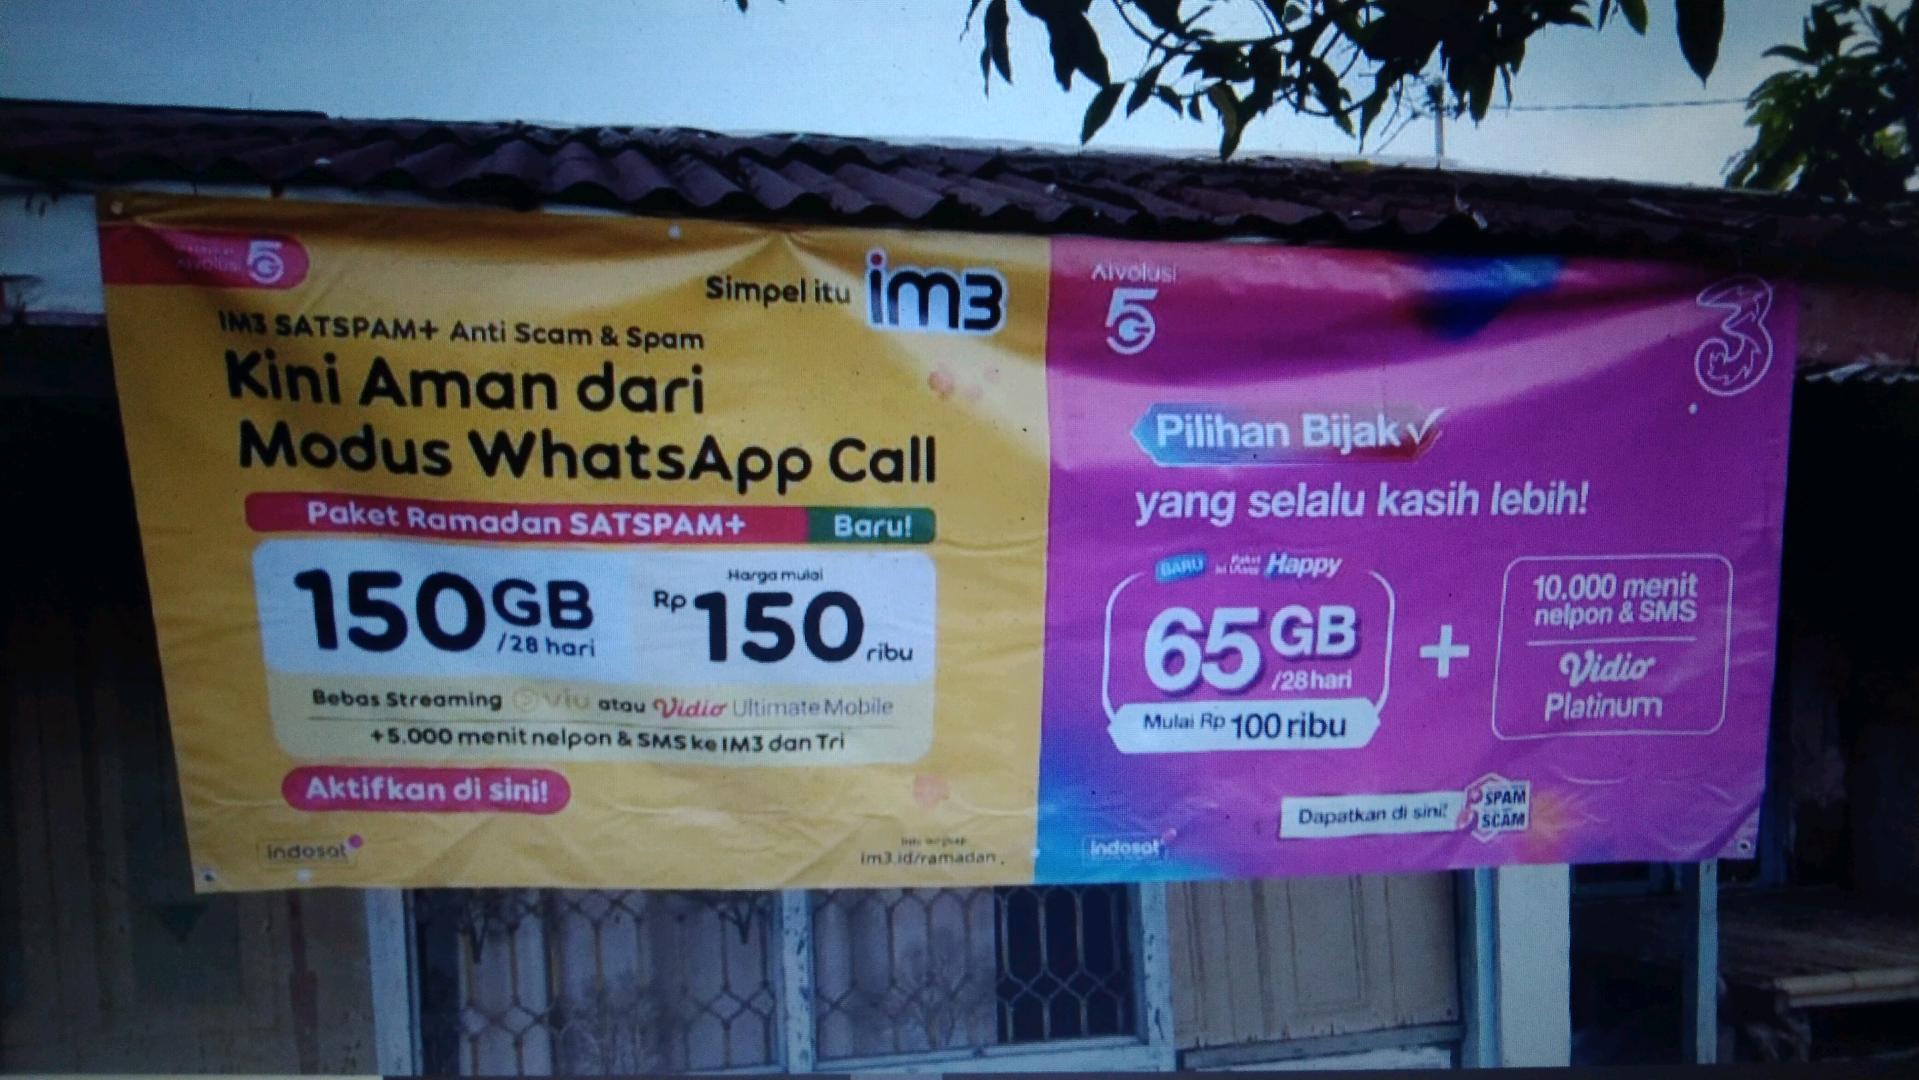 5G
Simpel itu im3
IM3 SATSPAM+ Anti Scam & Spam
Kini Aman dari
Modus WhatsApp Call
Paket Ramadan SATSPAM+ Baru!
150GB /28 hari
Harga mulai
Rp 150 ribu
Bebas Streaming viu atau Vidio Ultimate Mobile
+5.000 menit nelpon & SMS ke IM3 dan Tri
Aktifkan di sini!
indosat
im3.id/ramadan
AIvolusi
5G
3
Pilihan Bijak
yang selalu kasih lebih!
BARU Happy
65GB /28 hari
Mulai Rp 100 ribu
+
10.000 menit
nelpon & SMS
Vidio
Platinum
Dapatkan di sini!
SPAM
SCAM
indosat